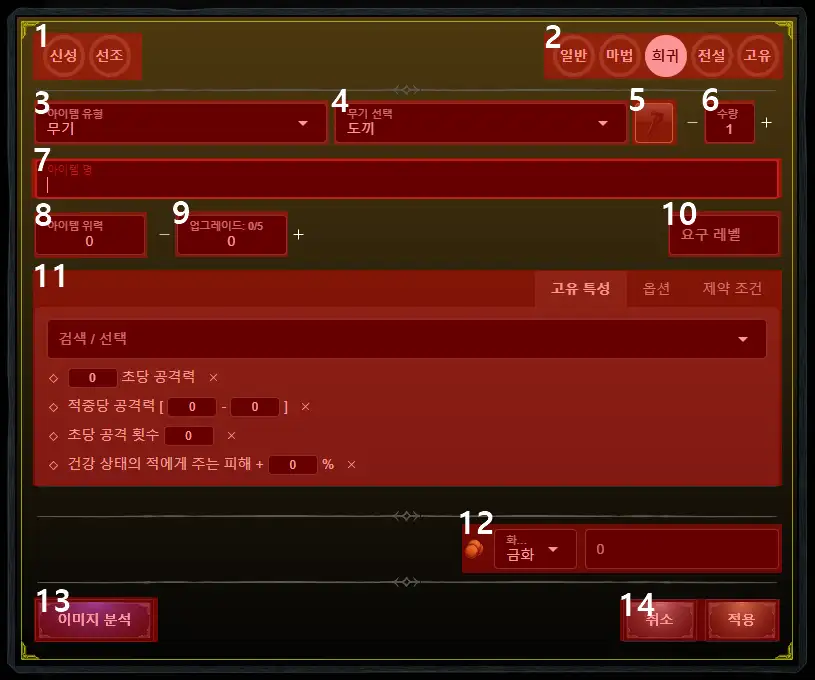 1 신성 선조 2 일반 마법 희귀 전설 고유
3 아이템 유형 4 무기 선택 5 6 수량
무기 도끼 − 1 +
7 아이템 명
8 아이템 위력 9 업그레이드: 0/5 10 요구 레벨
0 − 0 +
11 고유 특성 옵션 제약 조건
검색 / 선택
◇ 0 초당 공격력 ×
◇ 적중당 공격력 [ 0 - 0 ] ×
◇ 초당 공격 횟수 0 ×
◇ 건강 상태의 적에게 주는 피해 + 0 % ×
12 화...
금화 0
13 이미지 분석 14 취소 적용